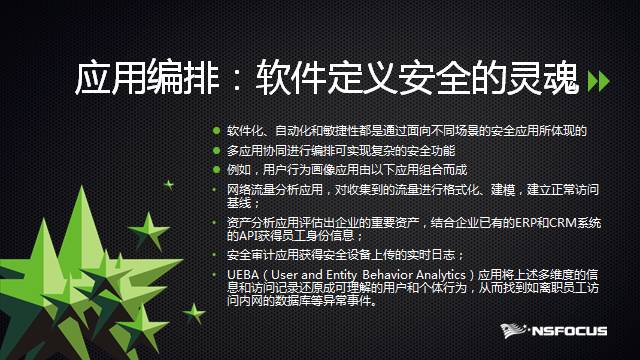 应用编排：软件定义安全的灵魂
软件化、自动化和敏捷性都是通过面向不同场景的安全应用所体现的
多应用协同进行编排可实现复杂的安全功能
例如，用户行为画像应用由以下应用组合而成
网络流量分析应用，对收集到的流量进行格式化、建模，建立正常访问
基线；
资产分析应用评估出企业的重要资产，结合企业已有的ERP和CRM系统
的API获得员工身份信息；
安全审计应用获得安全设备上传的实时日志；
UEBA（User and Entity Behavior Analytics）应用将上述多维度的信
息和访问记录还原成可理解的用户和个体行为，从而找到如离职员工访
问内网的数据库等异常事件。
NSFOCUS